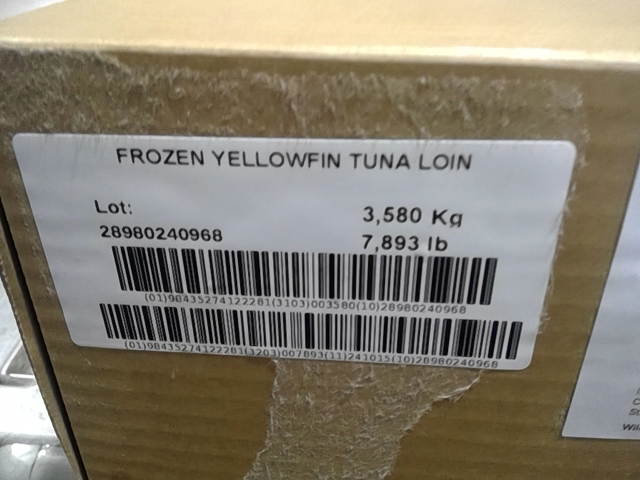 FROZEN YELLOWFIN TUNA LOIN
Lot:
28980240968
3,580 Kg
7,893 lb
(01)98435274122281(3103)003580(10)28980240968
(01)98435274122281(3203)007893(11)241015(10)28980240968